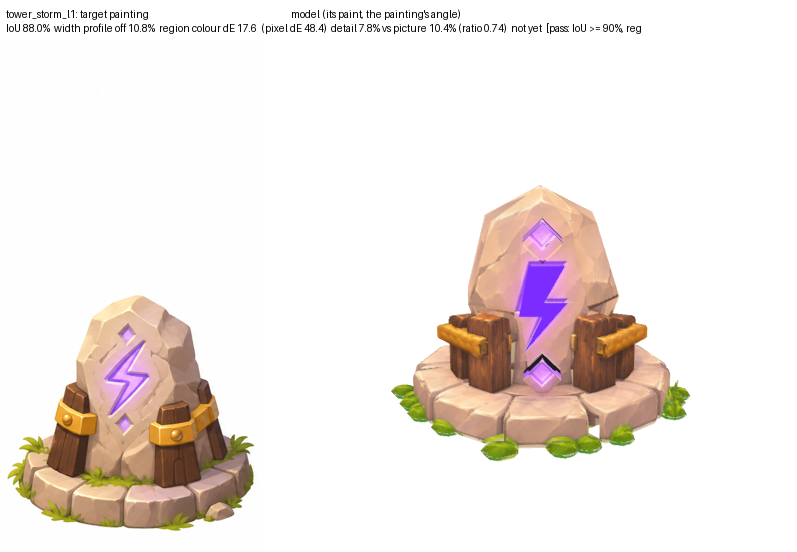 tower_storm_l1: target painting
model (its paint, the painting's angle)
IoU 88.0% width profile off 10.8% region colour dE 17.6 (pixel dE 48.4) detail 7.8% vs picture 10.4% (ratio 0.74) not yet [pass: IoU >= 90%, reg